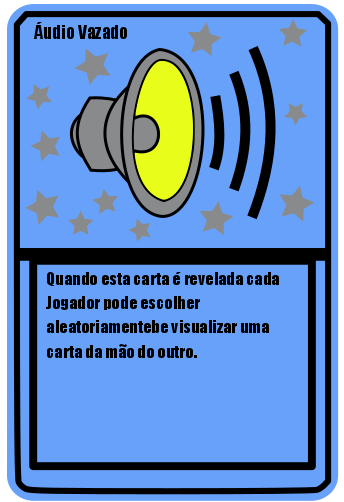 Áudio Vazado
Quando esta carta é revelada cada
Jogador pode escolher
aleatoriamentebe visualizar uma
carta da mão do outro.